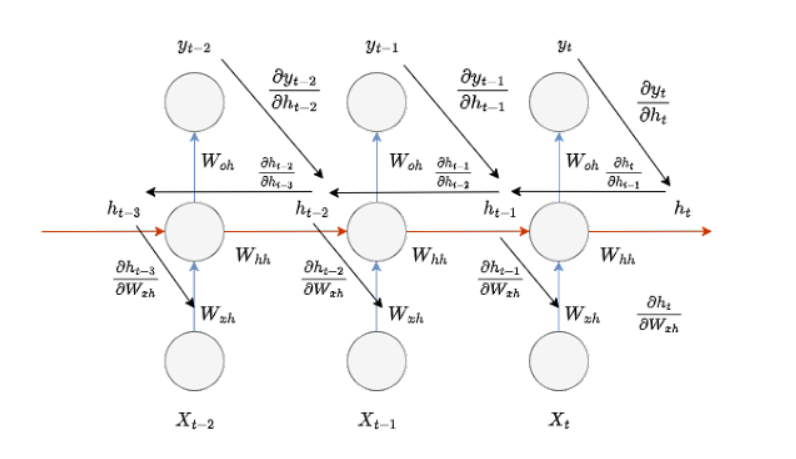 y_{t-2} y_{t-1} y_t
∂y_{t-2}/∂h_{t-2} ∂y_{t-1}/∂h_{t-1} ∂y_t/∂h_t
W_{oh} ∂h_{t-2}/∂h_{t-3} W_{oh} ∂h_{t-1}/∂h_{t-2} W_{oh} ∂h_t/∂h_{t-1}
h_{t-3} h_{t-2} h_{t-1} h_t
W_{hh} W_{hh} W_{hh}
∂h_{t-3}/∂W_{xh} ∂h_{t-2}/∂W_{xh} ∂h_{t-1}/∂W_{xh}
W_{xh} W_{xh} W_{xh} ∂h_t/∂W_{xh}
X_{t-2} X_{t-1} X_t